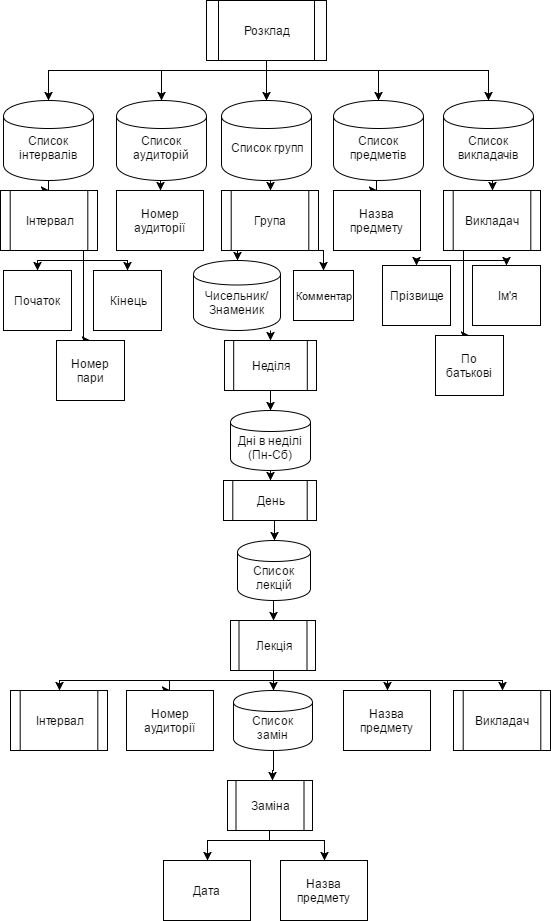 Розклад
Список
інтервалів
Список
аудиторій
Список групп
Список
предметів
Список
викладачів
Інтервал
Номер
аудиторії
Група
Назва
предмету
Викладач
Початок
Кінець
Чисельник/
Знаменик
Комментар
Прізвище
Ім'я
Номер
пари
Неділя
По
батькові
Дні в неділі
(Пн-Сб)
День
Список
лекцій
Лекція
Інтервал
Номер
аудиторії
Список
замін
Назва
предмету
Викладач
Заміна
Дата
Назва
предмету